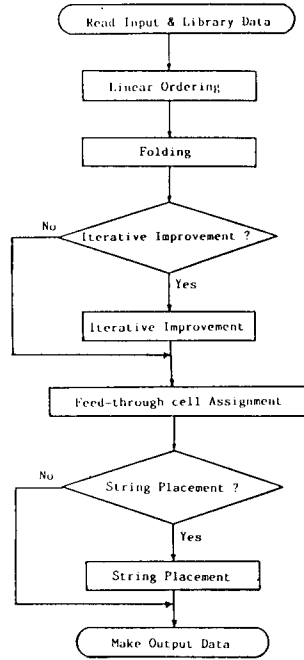 Read Input & Library Data
Linear Ordering
Folding
Iterative Improvement ?
No
Yes
Iterative Improvement
Feed-through cell Assignment
String Placement ?
No
Yes
String Placement
Make Output Data